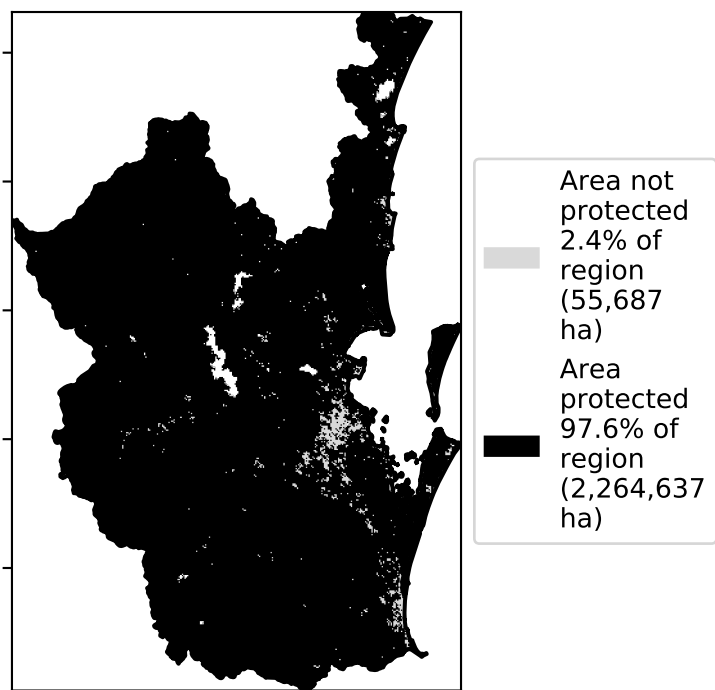 Area not
protected
2.4% of
region
(55,687
ha)
Area
protected
97.6% of
region
(2,264,637
ha)